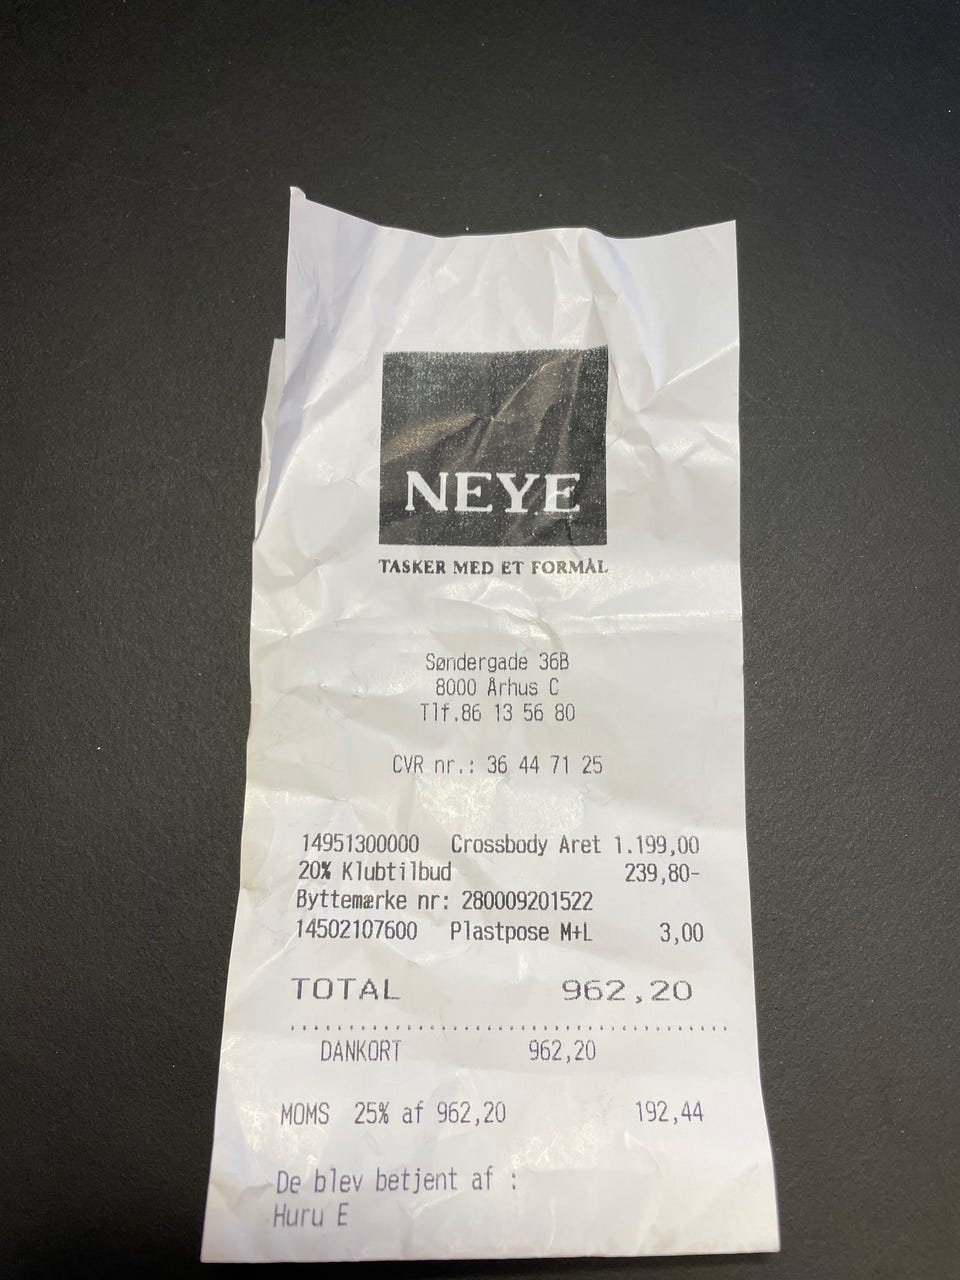 NEYE
TASKER MED ET FORMÅL
Søndergade 36B
8000 Århus C
Tlf.86 13 56 80
CVR nr.: 36 44 71 25
14951300000 Crossbody Aret 1.199,00
20% Klubtilbud 239,80-
Byttemærke nr: 280009201522
14502107600 Plastpose M+L 3,00
TOTAL 962,20
DANKORT 962,20
MOMS 25% af 962,20 192,44
De blev betjent af :
Huru E